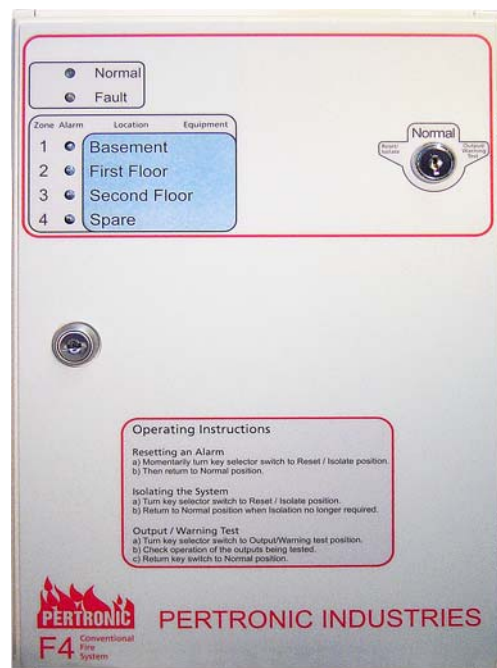 Normal
Fault
Zone Alarm Location Equipment
1 Basement
2 First Floor
3 Second Floor
4 Spare
Normal
Reset/
Isolate
Output/
Warning
Test
Operating Instructions
Resetting an Alarm
a) Momentarily turn key selector switch to Reset / Isolate position.
b) Then return to Normal position.
Isolating the System
a) Turn key selector switch to Reset / Isolate position.
b) Return to Normal position when Isolation no longer required.
Output / Warning Test
a) Turn key selector switch to Output/Warning test position.
b) Check operation of the outputs being tested.
c) Return key switch to Normal position.
PERTRONIC
PERTRONIC INDUSTRIES
F4 Conventional
Fire
System